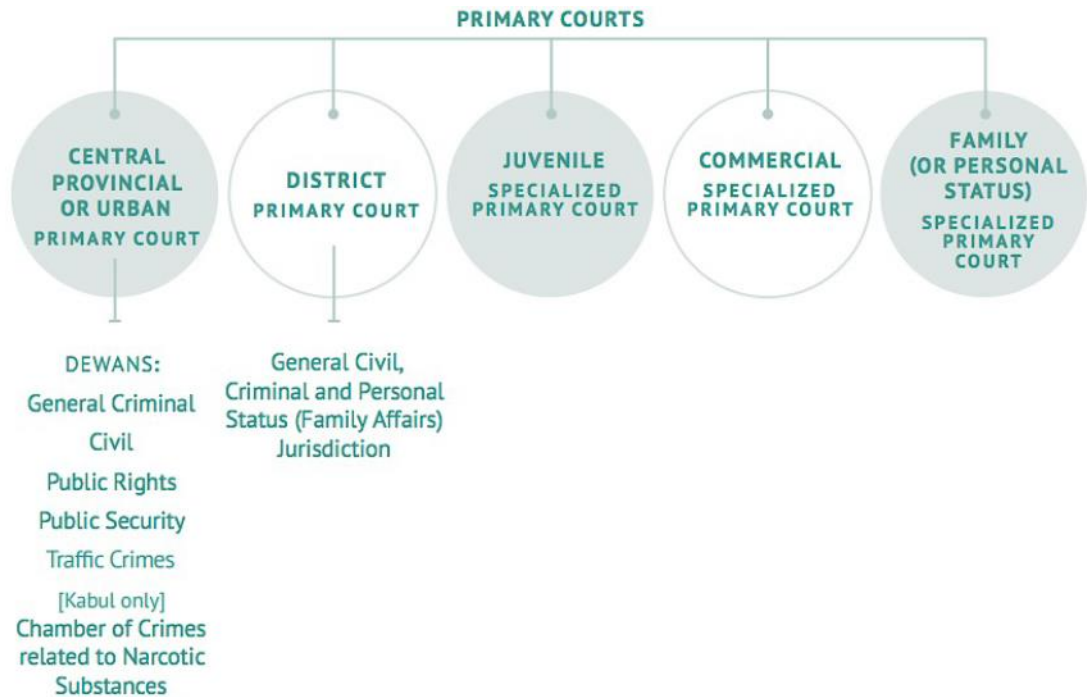 PRIMARY COURTS
CENTRAL
PROVINCIAL
OR URBAN
PRIMARY COURT
DISTRICT
PRIMARY COURT
JUVENILE
SPECIALIZED
PRIMARY COURT
COMMERCIAL
SPECIALIZED
PRIMARY COURT
FAMILY
(OR PERSONAL
STATUS)
SPECIALIZED
PRIMARY
COURT
DEWANS:
General Criminal
Civil
Public Rights
Public Security
Traffic Crimes
[Kabul only]
Chamber of Crimes
related to Narcotic
Substances
General Civil,
Criminal and Personal
Status (Family Affairs)
Jurisdiction